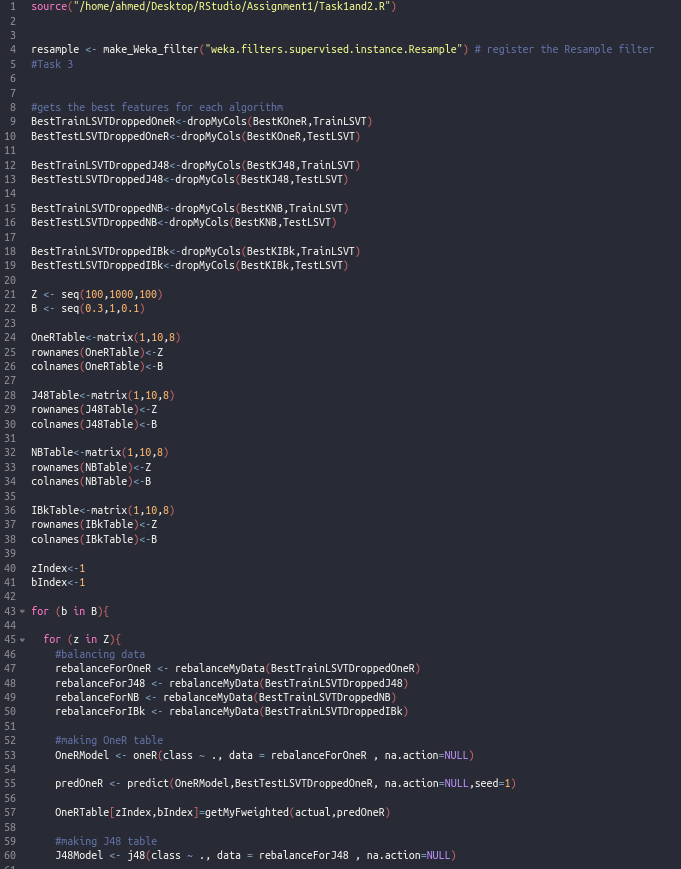 1 source("/home/ahmed/Desktop/RStudio/Assignment1/Task1and2.R")
2
3
4 resample <- make_Weka_filter("weka.filters.supervised.instance.Resample") # register the Resample filter
5 #Task 3
6
7
8 #gets the best features for each algorithm
9 BestTrainLSVTDroppedOneR<-dropMyCols(BestKOneR,TrainLSVT)
10 BestTestLSVTDroppedOneR<-dropMyCols(BestKOneR,TestLSVT)
11
12 BestTrainLSVTDroppedJ48<-dropMyCols(BestKJ48,TrainLSVT)
13 BestTestLSVTDroppedJ48<-dropMyCols(BestKJ48,TestLSVT)
14
15 BestTrainLSVTDroppedNB<-dropMyCols(BestKNB,TrainLSVT)
16 BestTestLSVTDroppedNB<-dropMyCols(BestKNB,TestLSVT)
17
18 BestTrainLSVTDroppedIBk<-dropMyCols(BestKIBk,TrainLSVT)
19 BestTestLSVTDroppedIBk<-dropMyCols(BestKIBk,TestLSVT)
20
21 Z <- seq(100,1000,100)
22 B <- seq(0.3,1,0.1)
23
24 OneRTable<-matrix(1,10,8)
25 rownames(OneRTable)<-Z
26 colnames(OneRTable)<-B
27
28 J48Table<-matrix(1,10,8)
29 rownames(J48Table)<-Z
30 colnames(J48Table)<-B
31
32 NBTable<-matrix(1,10,8)
33 rownames(NBTable)<-Z
34 colnames(NBTable)<-B
35
36 IBkTable<-matrix(1,10,8)
37 rownames(IBkTable)<-Z
38 colnames(IBkTable)<-B
39
40 zIndex<-1
41 bIndex<-1
42
43 for (b in B){
44
45 for (z in Z){
46 #balancing data
47 rebalanceForOneR <- rebalanceMyData(BestTrainLSVTDroppedOneR)
48 rebalanceForJ48 <- rebalanceMyData(BestTrainLSVTDroppedJ48)
49 rebalanceForNB <- rebalanceMyData(BestTrainLSVTDroppedNB)
50 rebalanceForIBk <- rebalanceMyData(BestTrainLSVTDroppedIBk)
51
52 #making OneR table
53 OneRModel <- oneR(class ~ ., data = rebalanceForOneR , na.action=NULL)
54
55 predOneR <- predict(OneRModel,BestTestLSVTDroppedOneR, na.action=NULL,seed=1)
56
57 OneRTable[zIndex,bIndex]=getMyFweighted(actual,predOneR)
58
59 #making J48 table
60 J48Model <- j48(class ~ ., data = rebalanceForJ48 , na.action=NULL)